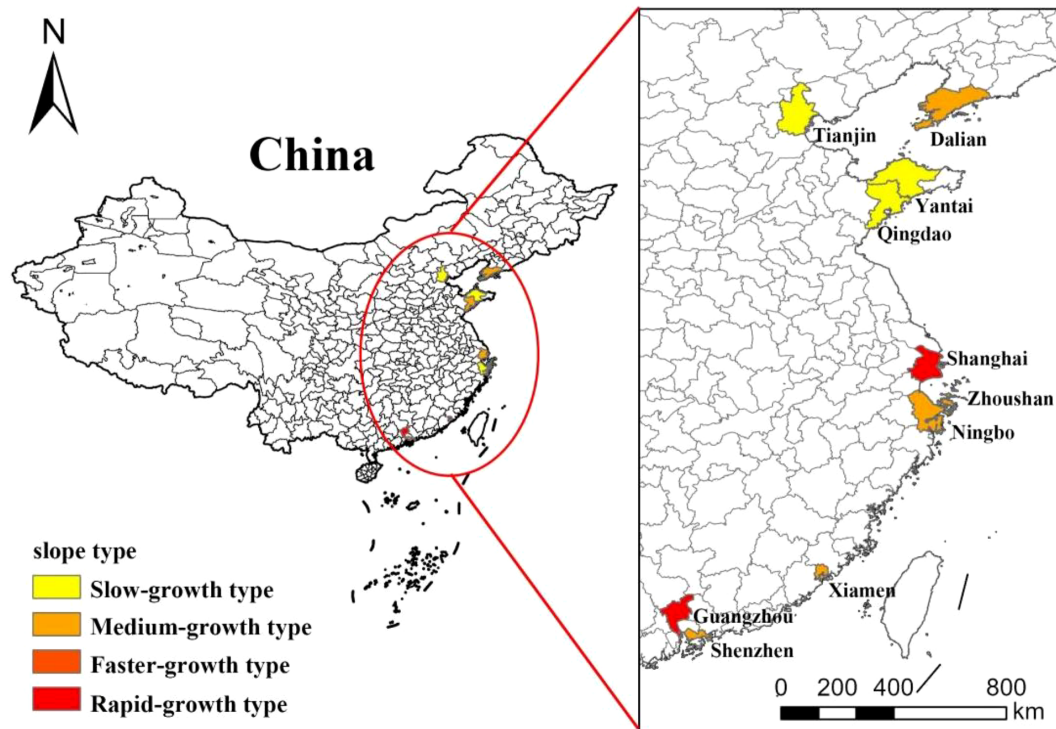 N
China
slope type
Slow-growth type
Medium-growth type
Faster-growth type
Rapid-growth type
Tianjin
Dalian
Yantai
Qingdao
Shanghai
Zhoushan
Ningbo
Xiamen
Guangzhou
Shenzhen
0 200 400 800
km